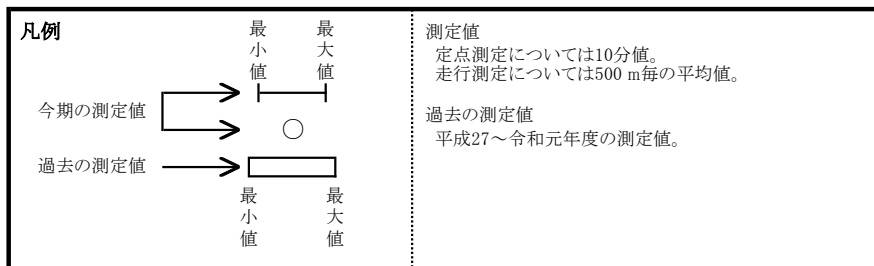 凡例
最小値
最大値
今期の測定値
過去の測定値
最小値
最大値
測定値
定点測定については10分値。
走行測定については500 m毎の平均値。
過去の測定値
平成27～令和元年度の測定値。